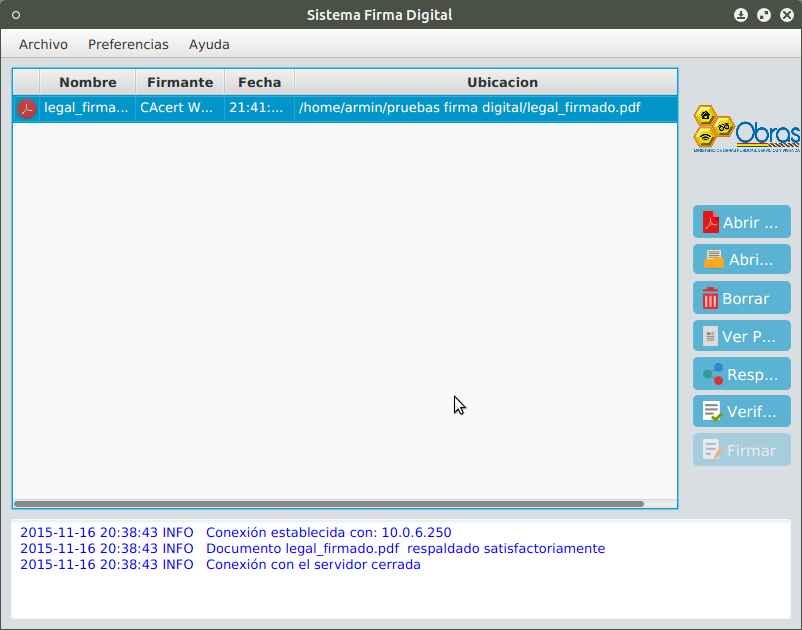 Sistema Firma Digital
Archivo Preferencias Ayuda
Nombre Firmante Fecha Ubicacion
legal_firma... CAcert W... 21:41:... /home/armin/pruebas firma digital/legal_firmado.pdf
Obras
Abrir ...
Abri...
Borrar
Ver P...
Resp...
Verif...
Firmar
2015-11-16 20:38:43 INFO Conexión establecida con: 10.0.6.250
2015-11-16 20:38:43 INFO Documento legal_firmado.pdf respaldado satisfactoriamente
2015-11-16 20:38:43 INFO Conexión con el servidor cerrada